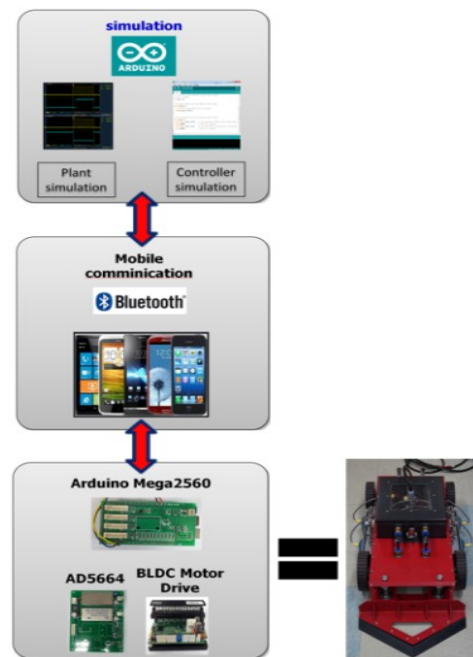 simulation
ARDUINO
Plant
simulation
Controller
simulation
Mobile
comminication
Bluetooth
Arduino Mega2560
AD5664
BLDC Motor
Drive